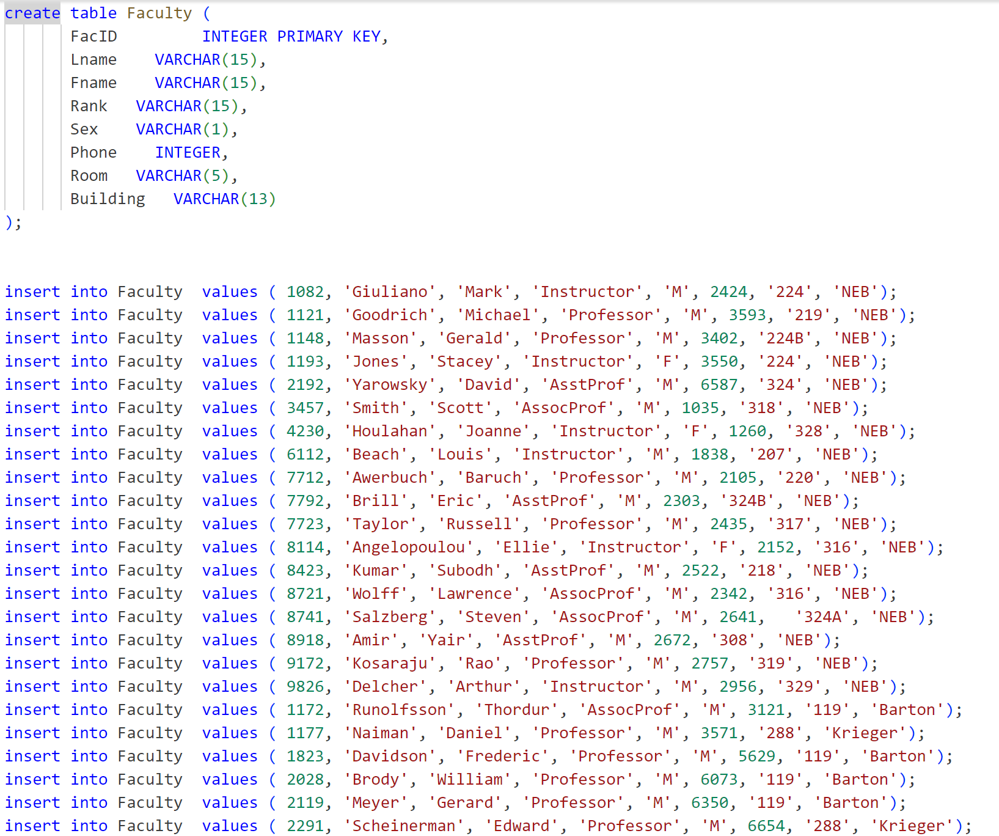 create table Faculty (
       FacID         INTEGER PRIMARY KEY,
       Lname    VARCHAR(15),
       Fname    VARCHAR(15),
       Rank   VARCHAR(15),
       Sex    VARCHAR(1),
       Phone    INTEGER,
       Room   VARCHAR(5),
       Building   VARCHAR(13)
);
insert into Faculty  values ( 1082, 'Giuliano', 'Mark', 'Instructor', 'M', 2424, '224', 'NEB');
insert into Faculty  values ( 1121, 'Goodrich', 'Michael', 'Professor', 'M', 3593, '219', 'NEB');
insert into Faculty  values ( 1148, 'Masson', 'Gerald', 'Professor', 'M', 3402, '224B', 'NEB');
insert into Faculty  values ( 1193, 'Jones', 'Stacey', 'Instructor', 'F', 3550, '224', 'NEB');
insert into Faculty  values ( 2192, 'Yarowsky', 'David', 'AsstProf', 'M', 6587, '324', 'NEB');
insert into Faculty  values ( 3457, 'Smith', 'Scott', 'AssocProf', 'M', 1035, '318', 'NEB');
insert into Faculty  values ( 4230, 'Houlahan', 'Joanne', 'Instructor', 'F', 1260, '328', 'NEB');
insert into Faculty  values ( 6112, 'Beach', 'Louis', 'Instructor', 'M', 1838, '207', 'NEB');
insert into Faculty  values ( 7712, 'Awerbuch', 'Baruch', 'Professor', 'M', 2105, '220', 'NEB');
insert into Faculty  values ( 7792, 'Brill', 'Eric', 'AsstProf', 'M', 2303, '324B', 'NEB');
insert into Faculty  values ( 7723, 'Taylor', 'Russell', 'Professor', 'M', 2435, '317', 'NEB');
insert into Faculty  values ( 8114, 'Angelopoulou', 'Ellie', 'Instructor', 'F', 2152, '316', 'NEB');
insert into Faculty  values ( 8423, 'Kumar', 'Subodh', 'AsstProf', 'M', 2522, '218', 'NEB');
insert into Faculty  values ( 8721, 'Wolff', 'Lawrence', 'AssocProf', 'M', 2342, '316', 'NEB');
insert into Faculty  values ( 8741, 'Salzberg', 'Steven', 'AssocProf', 'M', 2641,   '324A', 'NEB');
insert into Faculty  values ( 8918, 'Amir', 'Yair', 'AsstProf', 'M', 2672, '308', 'NEB');
insert into Faculty  values ( 9172, 'Kosaraju', 'Rao', 'Professor', 'M', 2757, '319', 'NEB');
insert into Faculty  values ( 9826, 'Delcher', 'Arthur', 'Instructor', 'M', 2956, '329', 'NEB');
insert into Faculty  values ( 1172, 'Runolfsson', 'Thordur', 'AssocProf', 'M', 3121, '119', 'Barton');
insert into Faculty  values ( 1177, 'Naiman', 'Daniel', 'Professor', 'M', 3571, '288', 'Krieger');
insert into Faculty  values ( 1823, 'Davidson', 'Frederic', 'Professor', 'M', 5629, '119', 'Barton');
insert into Faculty  values ( 2028, 'Brody', 'William', 'Professor', 'M', 6073, '119', 'Barton');
insert into Faculty  values ( 2119, 'Meyer', 'Gerard', 'Professor', 'M', 6350, '119', 'Barton');
insert into Faculty  values ( 2291, 'Scheinerman', 'Edward', 'Professor', 'M', 6654, '288', 'Krieger');